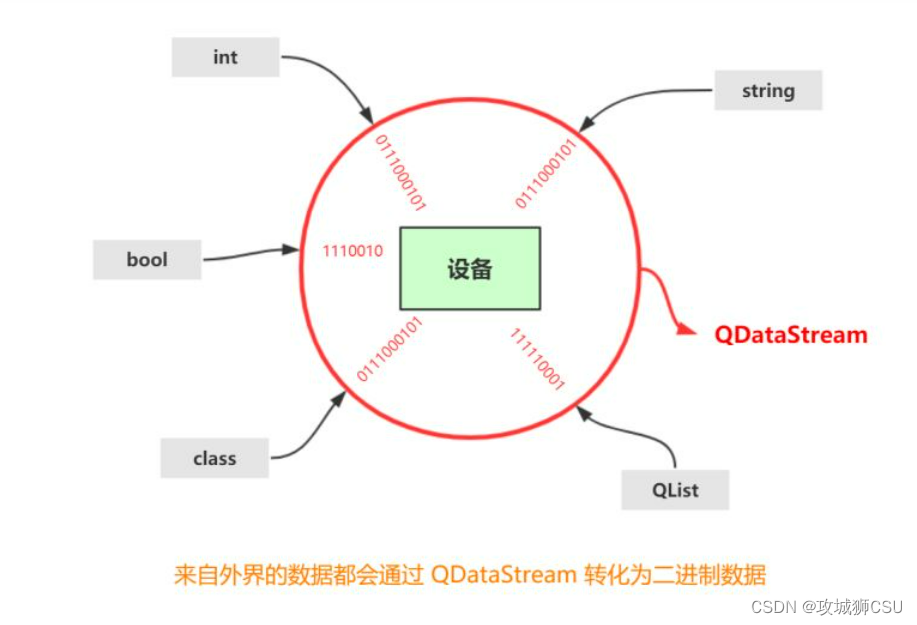 int
string
0111000101
0111000101
bool
1110010
设备
QDataStream
0111000101
111110001
class
QList
来自外界的数据都会通过 QDataStream 转化为二进制数据
CSDN @攻城狮CSU